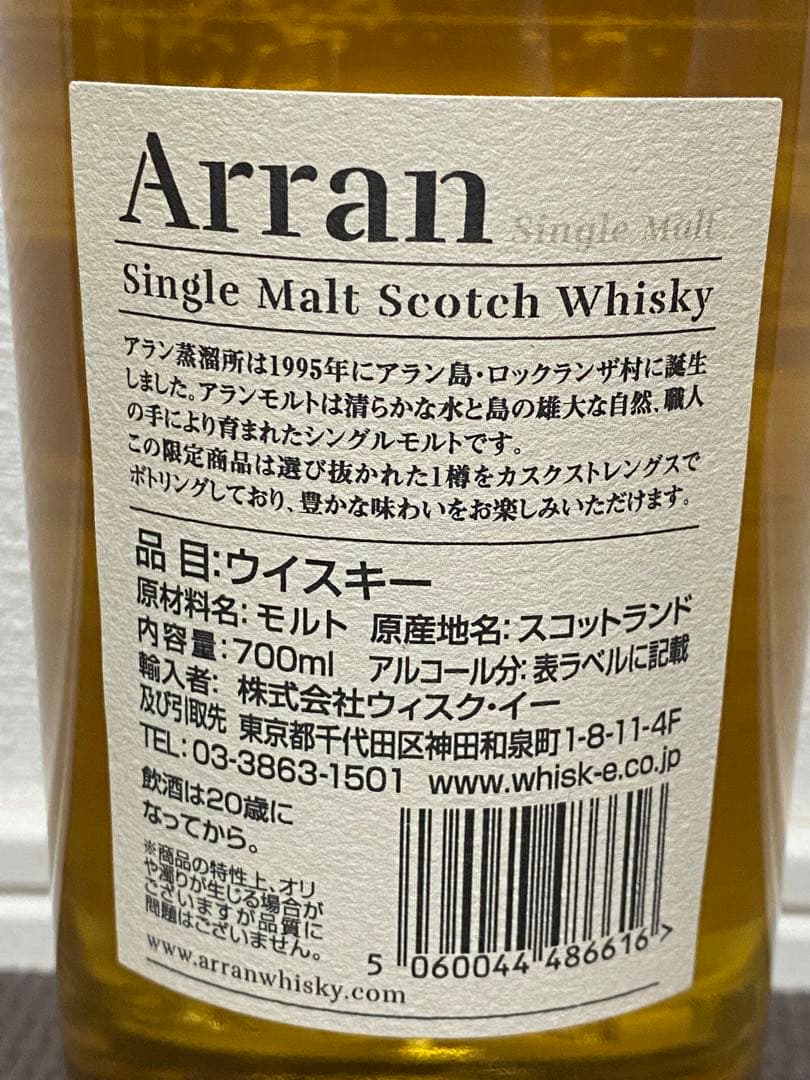 Arran Single Malt
Single Malt Scotch Whisky
アラン蒸溜所は1995年にアラン島・ロックランザ村に誕生
しました。アランモルトは清らかな水と島の雄大な自然、職人
の手により育まれたシングルモルトです。
この限定商品は選び抜かれた1樽をカスクストレングスで
ボトリングしており、豊かな味わいをお楽しみいただけます。
品 目:ウイスキー
原材料名:モルト 原産地名:スコットランド
内容量:700ml アルコール分:表ラベルに記載
輸入者: 株式会社ウィスク・イー
及び引取先 東京都千代田区神田和泉町1-8-11-4F
TEL:03-3863-1501 www.whisk-e.co.jp
飲酒は20歳に
なってから。
※商品の特性上、オリ
や濁りが生じる場合が
ございますが品質に
問題はございません。
www.arranwhisky.com
5 060044 486616 >